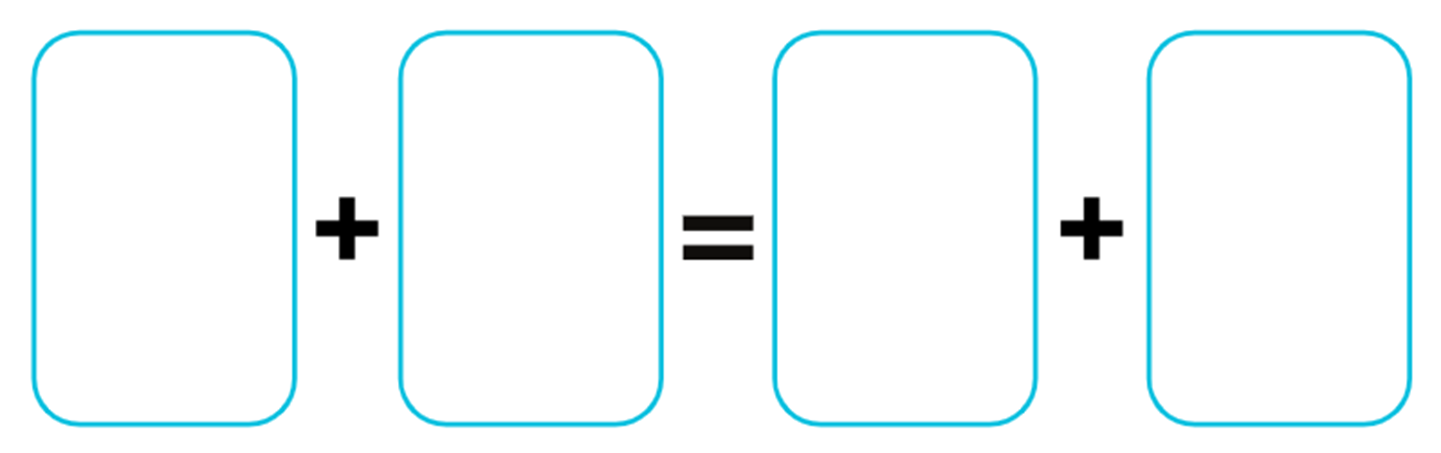 + = +